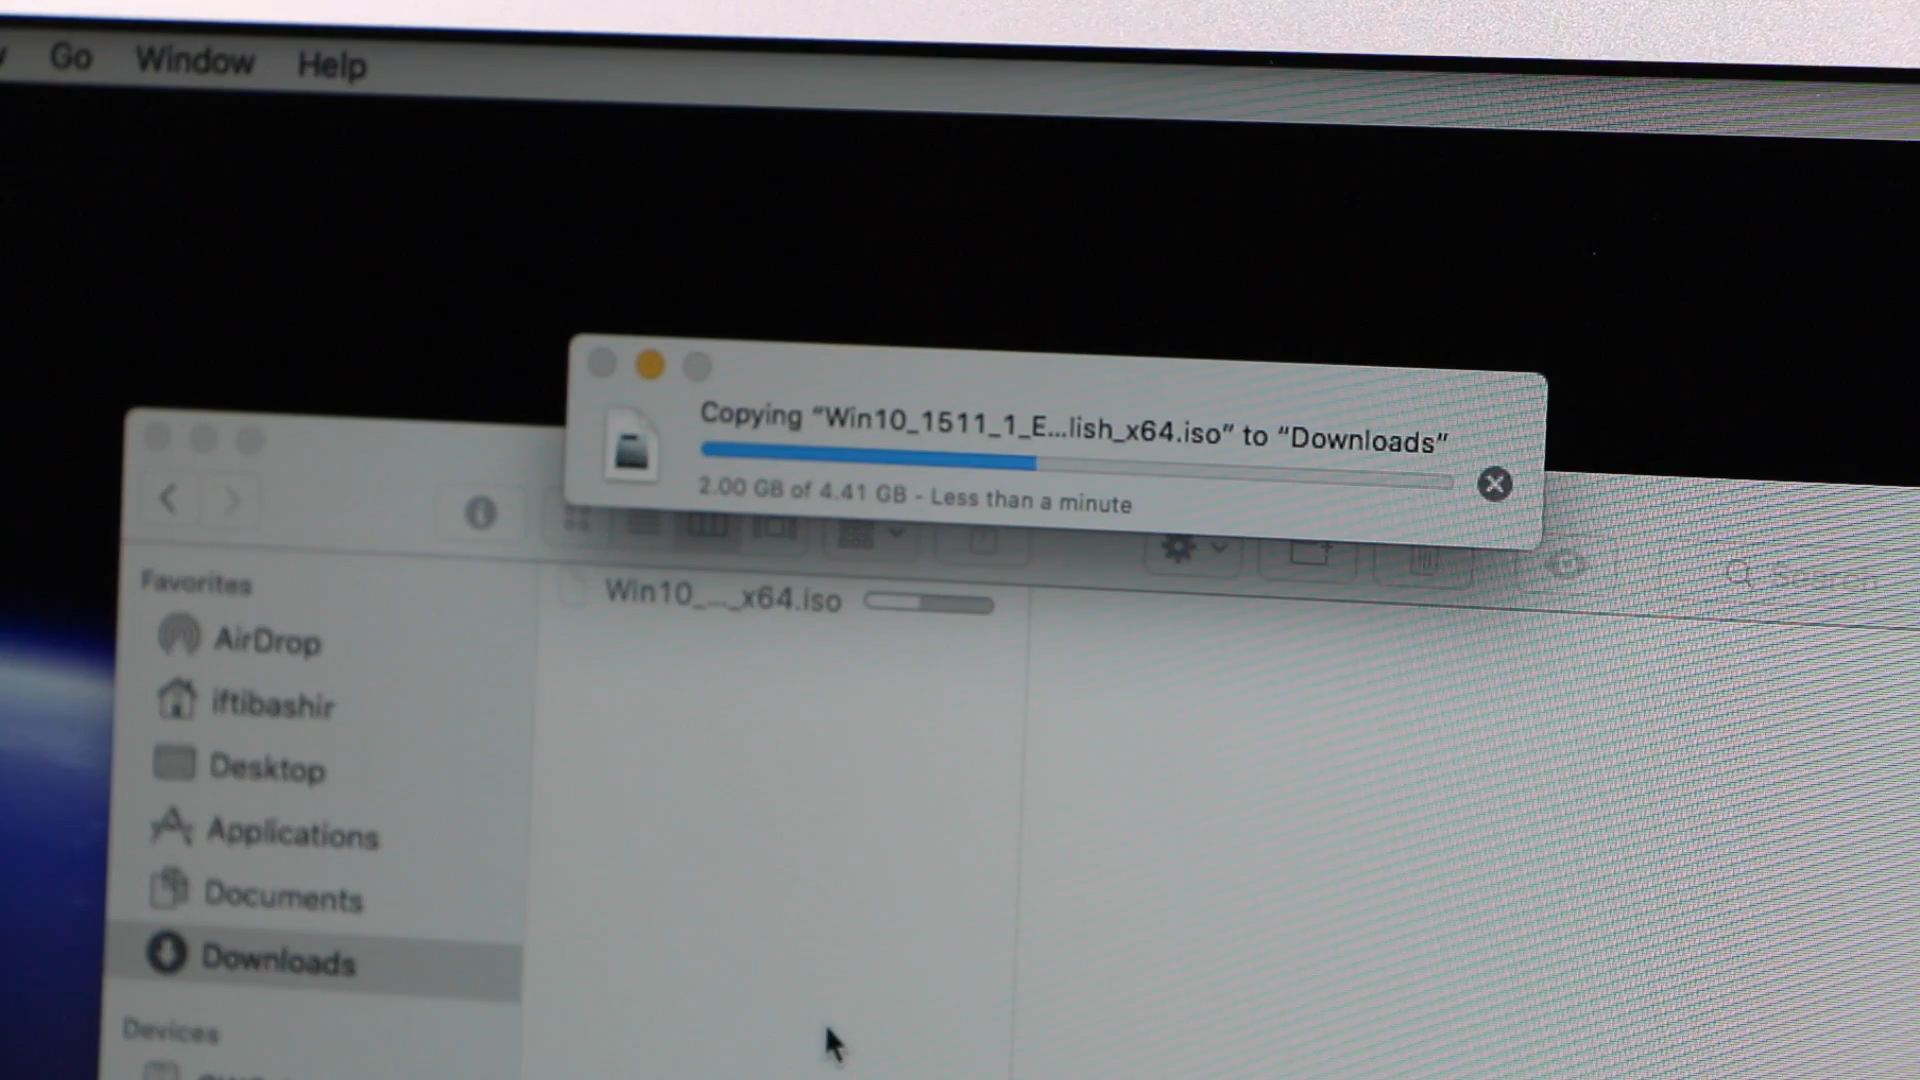 Go Window Help
Copying “Win10_1511_1_E...lish_x64.iso” to “Downloads”
2.00 GB of 4.41 GB - Less than a minute
Search
Favorites
Win10_..._x64.iso
AirDrop
iftibashir
Desktop
Applications
Documents
Downloads
Devices